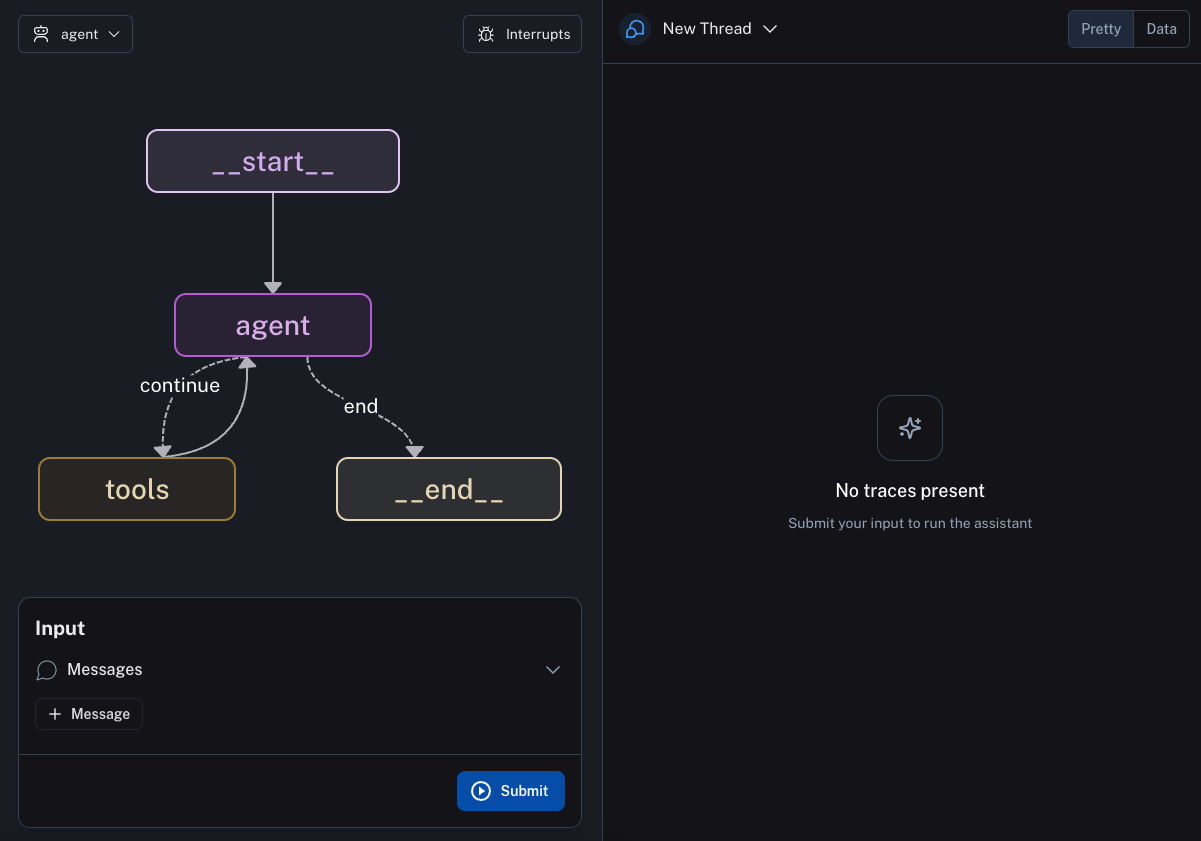 agent
Interrupts
__start__
agent
continue
end
tools
__end__
Input
Messages
+ Message
Submit
New Thread
Pretty
Data
No traces present
Submit your input to run the assistant